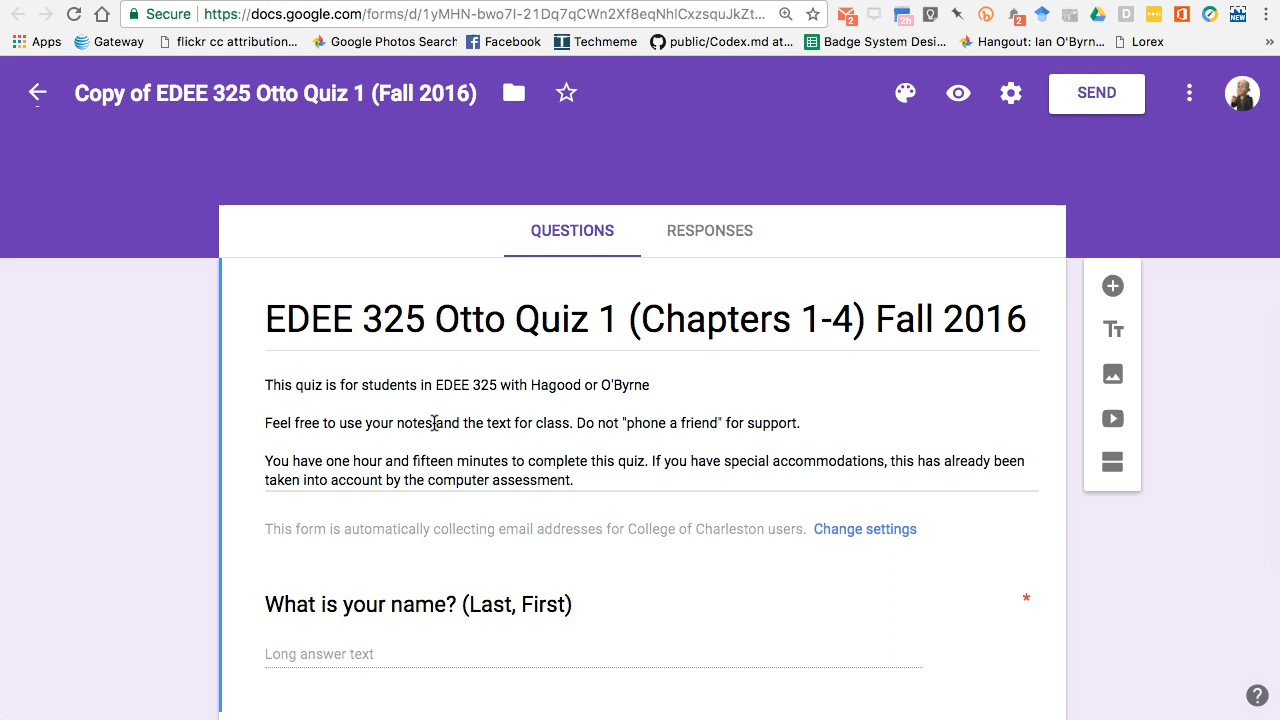 Secure https://docs.google.com/forms/d/1yMHN-bwo7l-21Dq7qCWn2Xf8eqNhlCxzsquJkZt...
2
2h
2
D
NEW
Apps Gateway flickr cc attribution... Google Photos Search Facebook Techmeme public/Codex.md at... Badge System Desi... Hangout: Ian O'Byrn... Lorex »
Copy of EDEE 325 Otto Quiz 1 (Fall 2016) SEND
QUESTIONS RESPONSES
EDEE 325 Otto Quiz 1 (Chapters 1-4) Fall 2016
This quiz is for students in EDEE 325 with Hagood or O'Byrne
Feel free to use your notes and the text for class. Do not "phone a friend" for support.
You have one hour and fifteen minutes to complete this quiz. If you have special accommodations, this has already been
taken into account by the computer assessment.
This form is automatically collecting email addresses for College of Charleston users. Change settings
What is your name? (Last, First) *
Long answer text